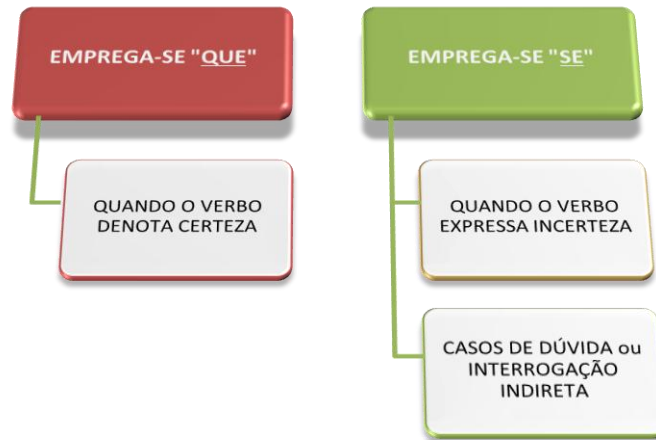 EMPREGA-SE "QUE"
QUANDO O VERBO
DENOTA CERTEZA
EMPREGA-SE "SE"
QUANDO O VERBO
EXPRESSA INCERTEZA
CASOS DE DÚVIDA ou
INTERROGAÇÃO
INDIRETA